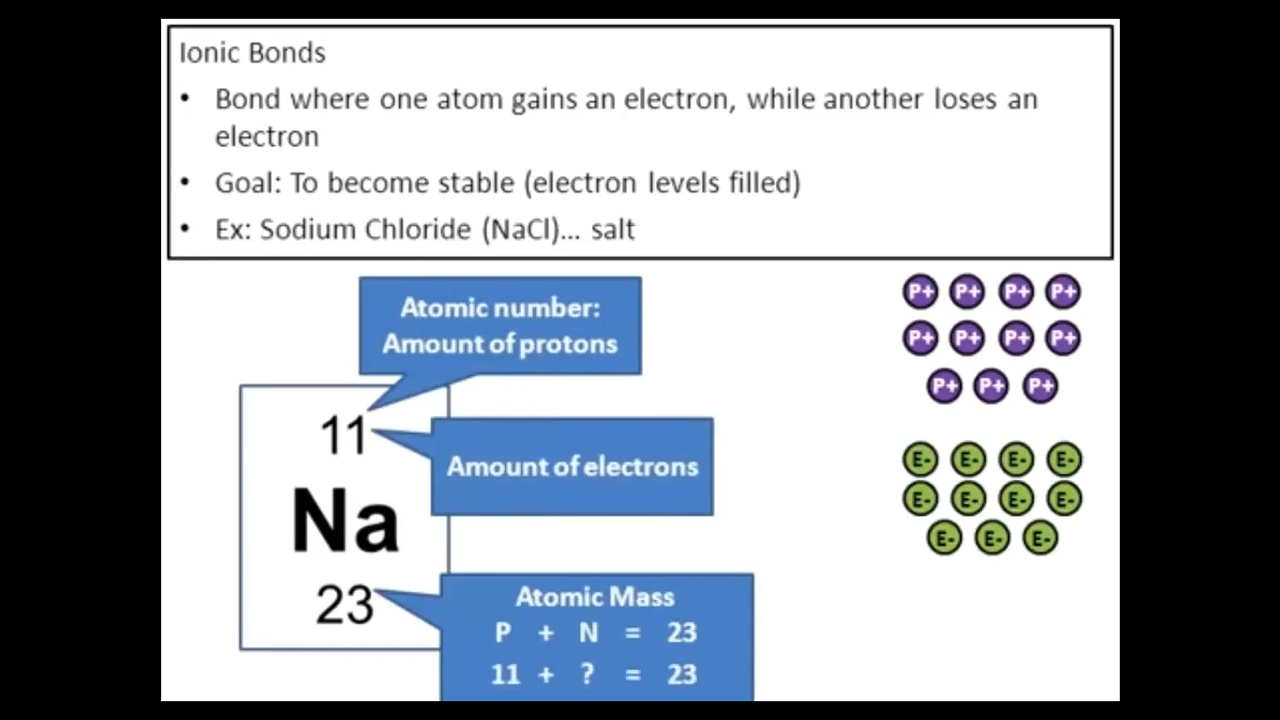 Ionic Bonds
• Bond where one atom gains an electron, while another loses an
electron
• Goal: To become stable (electron levels filled)
• Ex: Sodium Chloride (NaCl)... salt
Atomic number:
Amount of protons
11
Amount of electrons
Na
23
Atomic Mass
P + N = 23
11 + ? = 23
P+ P+ P+ P+
P+ P+ P+ P+
P+ P+ P+
E- E- E- E-
E- E- E- E-
E- E- E-